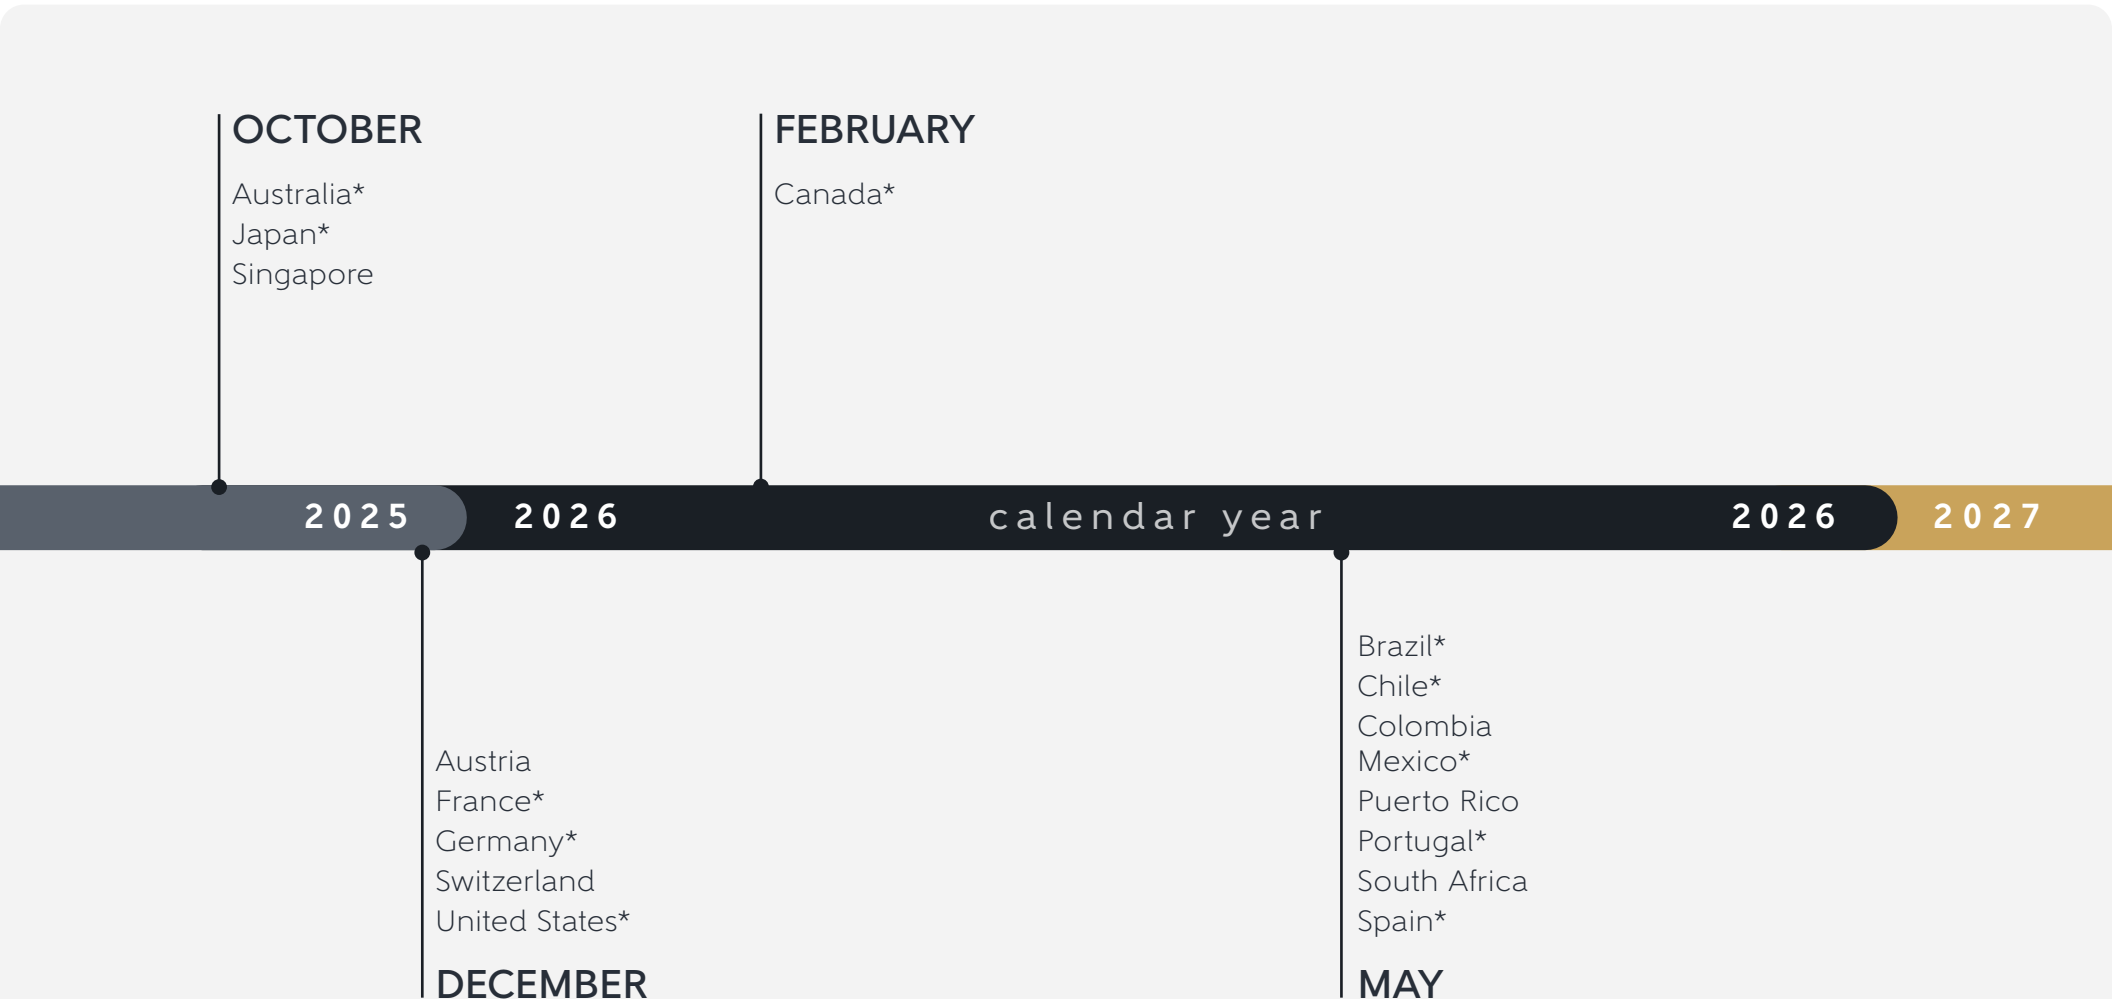 OCTOBER
Australia*
Japan*
Singapore
FEBRUARY
Canada*
2025
2026
calendar year
2026
2027
Austria
France*
Germany*
Switzerland
United States*
DECEMBER
Brazil*
Chile*
Colombia
Mexico*
Puerto Rico
Portugal*
South Africa
Spain*
MAY